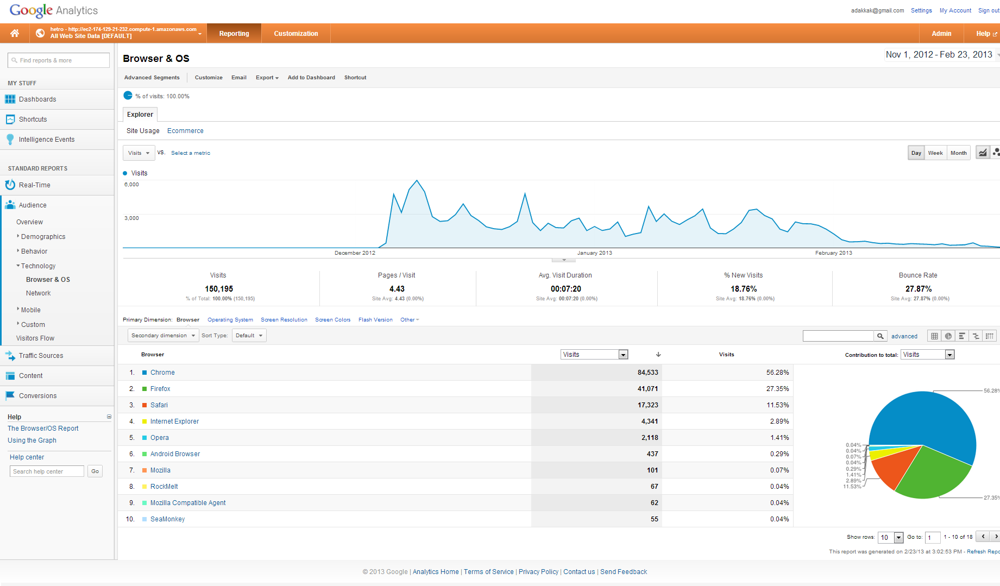 Google Analytics
adakkak@gmail.com Settings My Account Sign out
hetro - http://ec2-174-129-21-232.compute-1.amazonaws.com
All Web Site Data [DEFAULT]
Reporting
Customization
Admin
Help
Find reports & more
MY STUFF
Dashboards
Shortcuts
Intelligence Events
STANDARD REPORTS
Real-Time
Audience
Overview
Demographics
Behavior
Technology
Browser & OS
Network
Mobile
Custom
Visitors Flow
Traffic Sources
Content
Conversions
Help
The Browser/OS Report
Using the Graph
Help center
Search help center Go
Browser & OS
Nov 1, 2012 - Feb 23, 2013
Advanced Segments Customize Email Export Add to Dashboard Shortcut
% of visits: 100.00%
Explorer
Site Usage Ecommerce
Visits VS. Select a metric
Day Week Month
Visits
6,000
3,000
December 2012 January 2013 February 2013
Visits
150,195
% of Total: 100.00% (150,195)
Pages / Visit
4.43
Site Avg: 4.43 (0.00%)
Avg. Visit Duration
00:07:20
Site Avg: 00:07:20 (0.00%)
% New Visits
18.76%
Site Avg: 18.76% (0.00%)
Bounce Rate
27.87%
Site Avg: 27.87% (0.00%)
Primary Dimension: Browser Operating System Screen Resolution Screen Colors Flash Version Other
Secondary dimension Sort Type: Default
advanced
Browser Visits Visits Contribution to total: Visits
1. Chrome 84,533 56.28%
2. Firefox 41,071 27.35%
3. Safari 17,323 11.53%
4. Internet Explorer 4,341 2.89%
5. Opera 2,118 1.41%
6. Android Browser 437 0.29%
7. Mozilla 101 0.07%
8. RockMelt 67 0.04%
9. Mozilla Compatible Agent 62 0.04%
10. SeaMonkey 55 0.04%
56.28%
0.04%
0.04%
0.07%
0.04%
0.29%
1.41%
2.89%
11.53%
27.35%
Show rows: 10 Go to: 1 1 - 10 of 18
This report was generated on 2/23/13 at 3:02:53 PM - Refresh Repo
© 2013 Google | Analytics Home | Terms of Service | Privacy Policy | Contact us | Send Feedback